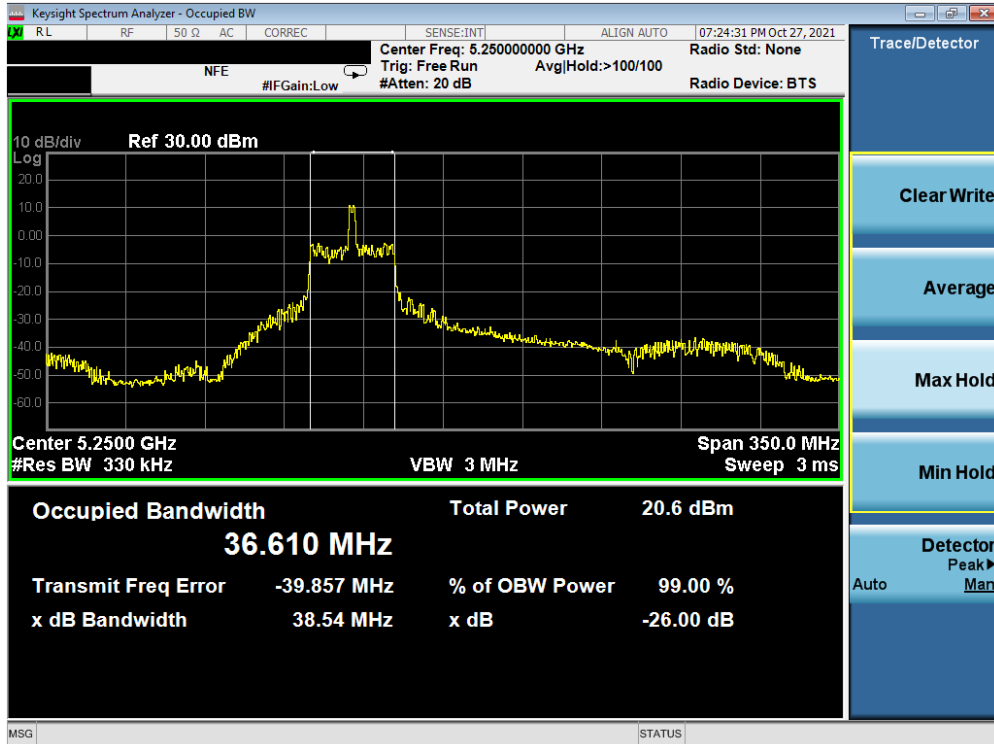 Keysight Spectrum Analyzer - Occupied BW
LXI RL RF 50 Ω AC CORREC SENSE:INT ALIGN AUTO 07:24:31 PM Oct 27, 2021
Center Freq: 5.250000000 GHz Radio Std: None
NFE Trig: Free Run Avg|Hold:>100/100
#IFGain:Low #Atten: 20 dB Radio Device: BTS
10 dB/div Ref 30.00 dBm
Log
20.0
10.0
0.00
-10.0
-20.0
-30.0
-40.0
-50.0
-60.0
Center 5.2500 GHz Span 350.0 MHz
#Res BW 330 kHz VBW 3 MHz Sweep 3 ms
Occupied Bandwidth Total Power 20.6 dBm
36.610 MHz
Transmit Freq Error -39.857 MHz % of OBW Power 99.00 %
x dB Bandwidth 38.54 MHz x dB -26.00 dB
Trace/Detector
Clear Write
Average
Max Hold
Min Hold
Detector
Peak▶
Auto Man
MSG STATUS